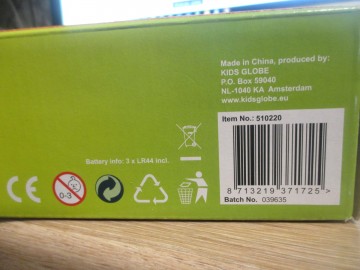 Made in China, produced by:
KIDS GLOBE
P.O. Box 59040
NL-1040 KA Amsterdam
www.kidsglobe.eu
Item No.: 510220
Battery info: 3 x LR44 Incl.
CE
0-3
8 713219 371725 >
Batch No. 039635